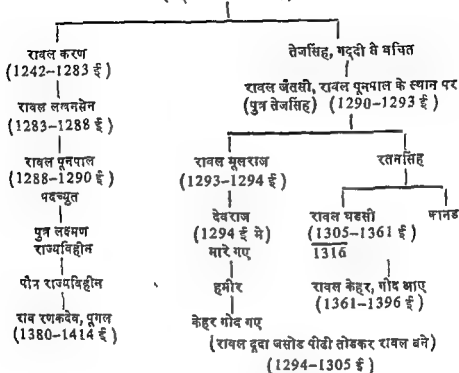 रावल करण
(1242-1283 ई)
रावल लखनसेन
(1283-1288 ई)
रावल पूनपाल
(1288-1290 ई)
पदच्युत
पुत्र लक्ष्मण
राज्यविहीन
पौत्र राज्यविहीन
राव रणकदेव, पूगल
(1380-1414 ई)
तेजसिंह, गद्दी से वंचित
रावल जैतसी, रावल पूनपाल के स्थान पर
(पुत्र तेजसिंह) (1290-1293 ई)
रावल मूलराज
(1293-1294 ई)
देवराज
(1294 ई मे)
मारे गए
हमीर
केहर गोद गए
रतनसिंह
रावल घडसी
(1305-1361 ई)
1316
कानड
रावल केहर, गोद आए
(1361-1396 ई)
(रावल दूदा जसोड पीढी तोडकर रावल बने)
(1294-1305 ई)